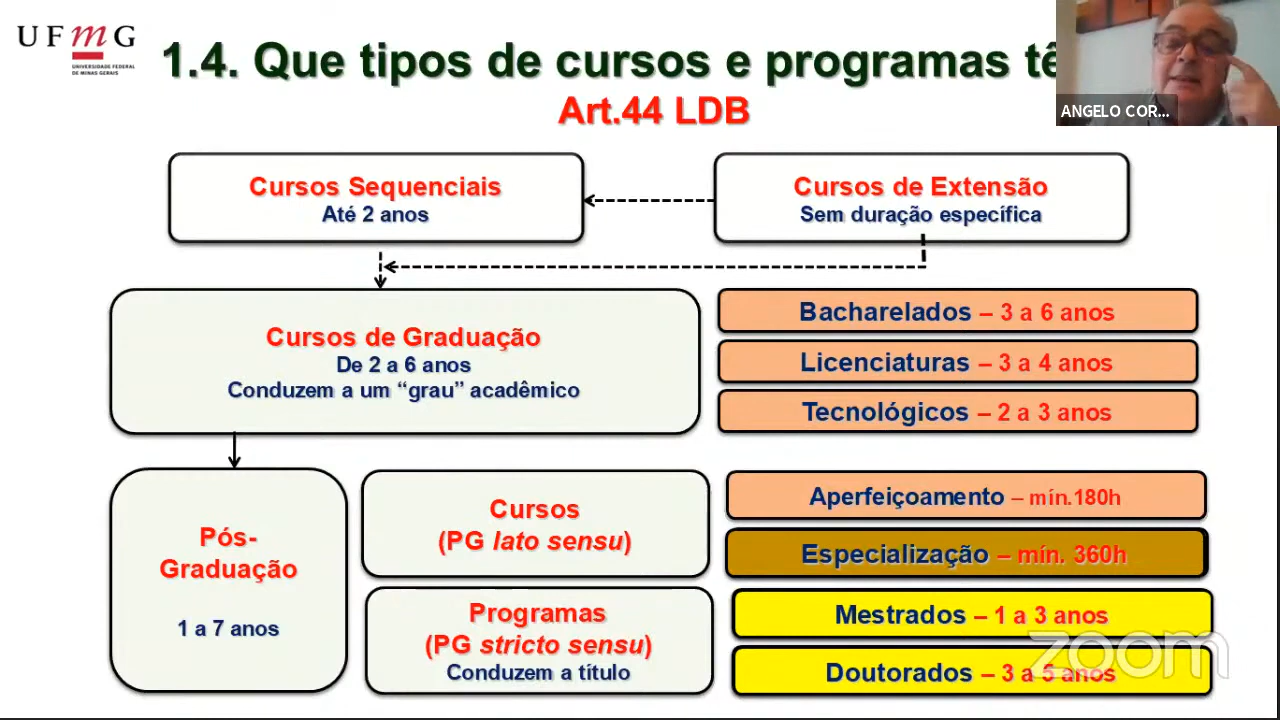 UFmG
UNIVERSIDADE FEDERAL
DE MINAS GERAIS
1.4. Que tipos de cursos e programas tê
Art.44 LDB
ANGELO COR...
Cursos Sequenciais
Até 2 anos
Cursos de Extensão
Sem duração específica
Cursos de Graduação
De 2 a 6 anos
Conduzem a um “grau” acadêmico
Bacharelados – 3 a 6 anos
Licenciaturas – 3 a 4 anos
Tecnológicos – 2 a 3 anos
Pós-
Graduação
1 a 7 anos
Cursos
(PG lato sensu)
Aperfeiçoamento – mín.180h
Especialização – mín. 360h
Programas
(PG stricto sensu)
Conduzem a título
Mestrados – 1 a 3 anos
Doutorados – 3 a 5 anos
zoom